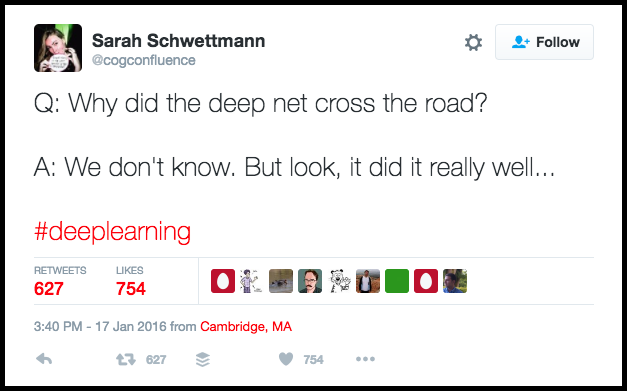 Sarah Schwettmann
@cogconfluence
Follow
Q: Why did the deep net cross the road?
A: We don't know. But look, it did it really well...
#deeplearning
RETWEETS LIKES
627 754
3:40 PM - 17 Jan 2016 from Cambridge, MA
627 754